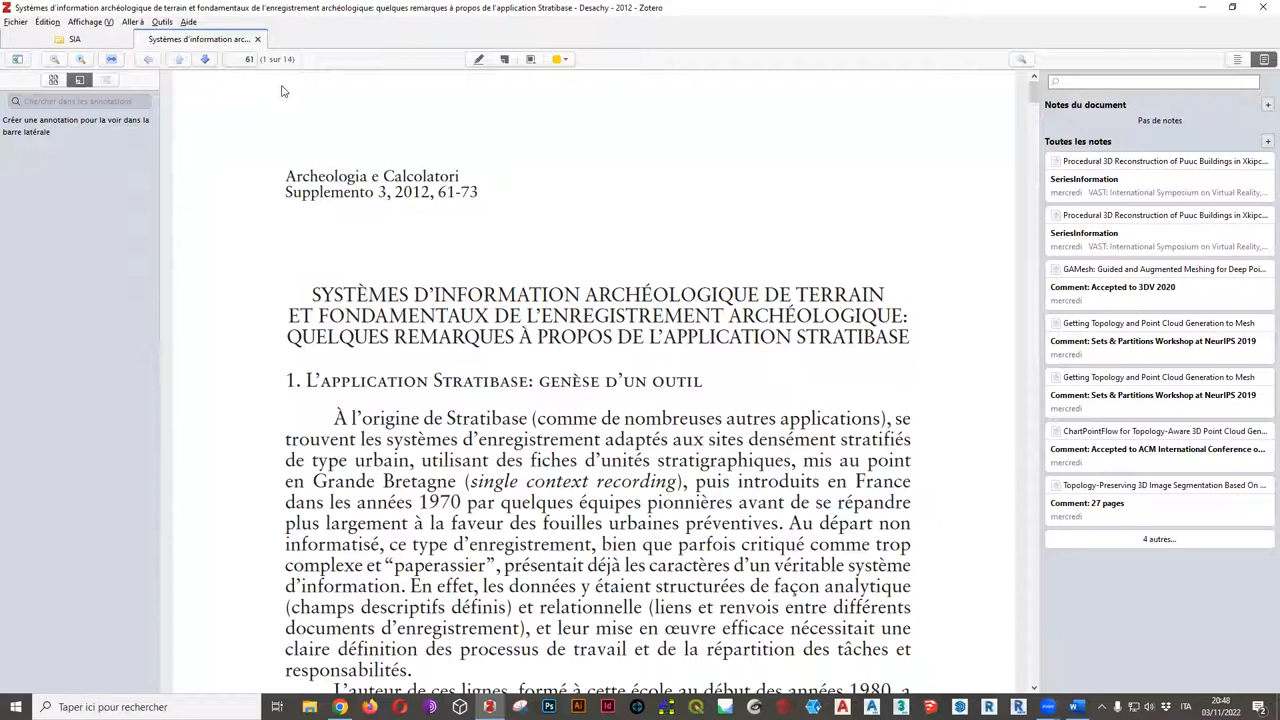 Systèmes d'information archéologique de terrain et fondamentaux de l'enregistrement archéologique: quelques remarques à propos de l'application Stratibase - Desachy - 2012 - Zotero
Fichier Édition Affichage (V) Aller à Outils Aide
SIA
Systèmes d'information arc...
61 (1 sur 14)
Chercher dans les annotations
Créer une annotation pour la voir dans la
barre latérale
Archeologia e Calcolatori
Supplemento 3, 2012, 61-73
SYSTÈMES D'INFORMATION ARCHÉOLOGIQUE DE TERRAIN
ET FONDAMENTAUX DE L'ENREGISTREMENT ARCHÉOLOGIQUE:
QUELQUES REMARQUES À PROPOS DE L'APPLICATION STRATIBASE
1. L'application Stratibase: genèse d'un outil
À l'origine de Stratibase (comme de nombreuses autres applications), se
trouvent les systèmes d'enregistrement adaptés aux sites densément stratifiés
de type urbain, utilisant des fiches d'unités stratigraphiques, mis au point
en Grande Bretagne (single context recording), puis introduits en France
dans les années 1970 par quelques équipes pionnières avant de se répandre
plus largement à la faveur des fouilles urbaines préventives. Au départ non
informatisé, ce type d'enregistrement, bien que parfois critiqué comme trop
complexe et "paperassier", présentait déjà les caractères d'un véritable système
d'information. En effet, les données y étaient structurées de façon analytique
(champs descriptifs définis) et relationnelle (liens et renvois entre différents
documents d'enregistrement), et leur mise en œuvre efficace nécessitait une
claire définition des processus de travail et de la répartition des tâches et
responsabilités.
L'auteur de ces lignes, formé à cette école au début des années 1980, a
Notes du document
Pas de notes
Toutes les notes
Procedural 3D Reconstruction of Puuc Buildings in Xkipc...
SeriesInformation
mercredi VAST: International Symposium on Virtual Reality,...
Procedural 3D Reconstruction of Puuc Buildings in Xkipc...
SeriesInformation
mercredi VAST: International Symposium on Virtual Reality,...
GAMesh: Guided and Augmented Meshing for Deep Poi...
Comment: Accepted to 3DV 2020
mercredi
Getting Topology and Point Cloud Generation to Mesh
Comment: Sets & Partitions Workshop at NeurIPS 2019
mercredi
Getting Topology and Point Cloud Generation to Mesh
Comment: Sets & Partitions Workshop at NeurIPS 2019
mercredi
ChartPointFlow for Topology-Aware 3D Point Cloud Gen...
Comment: Accepted to ACM International Conference o...
mercredi
Topology-Preserving 3D Image Segmentation Based On ...
Comment: 27 pages
mercredi
4 autres...
Taper ici pour rechercher
ITA
20:48
03/11/2022